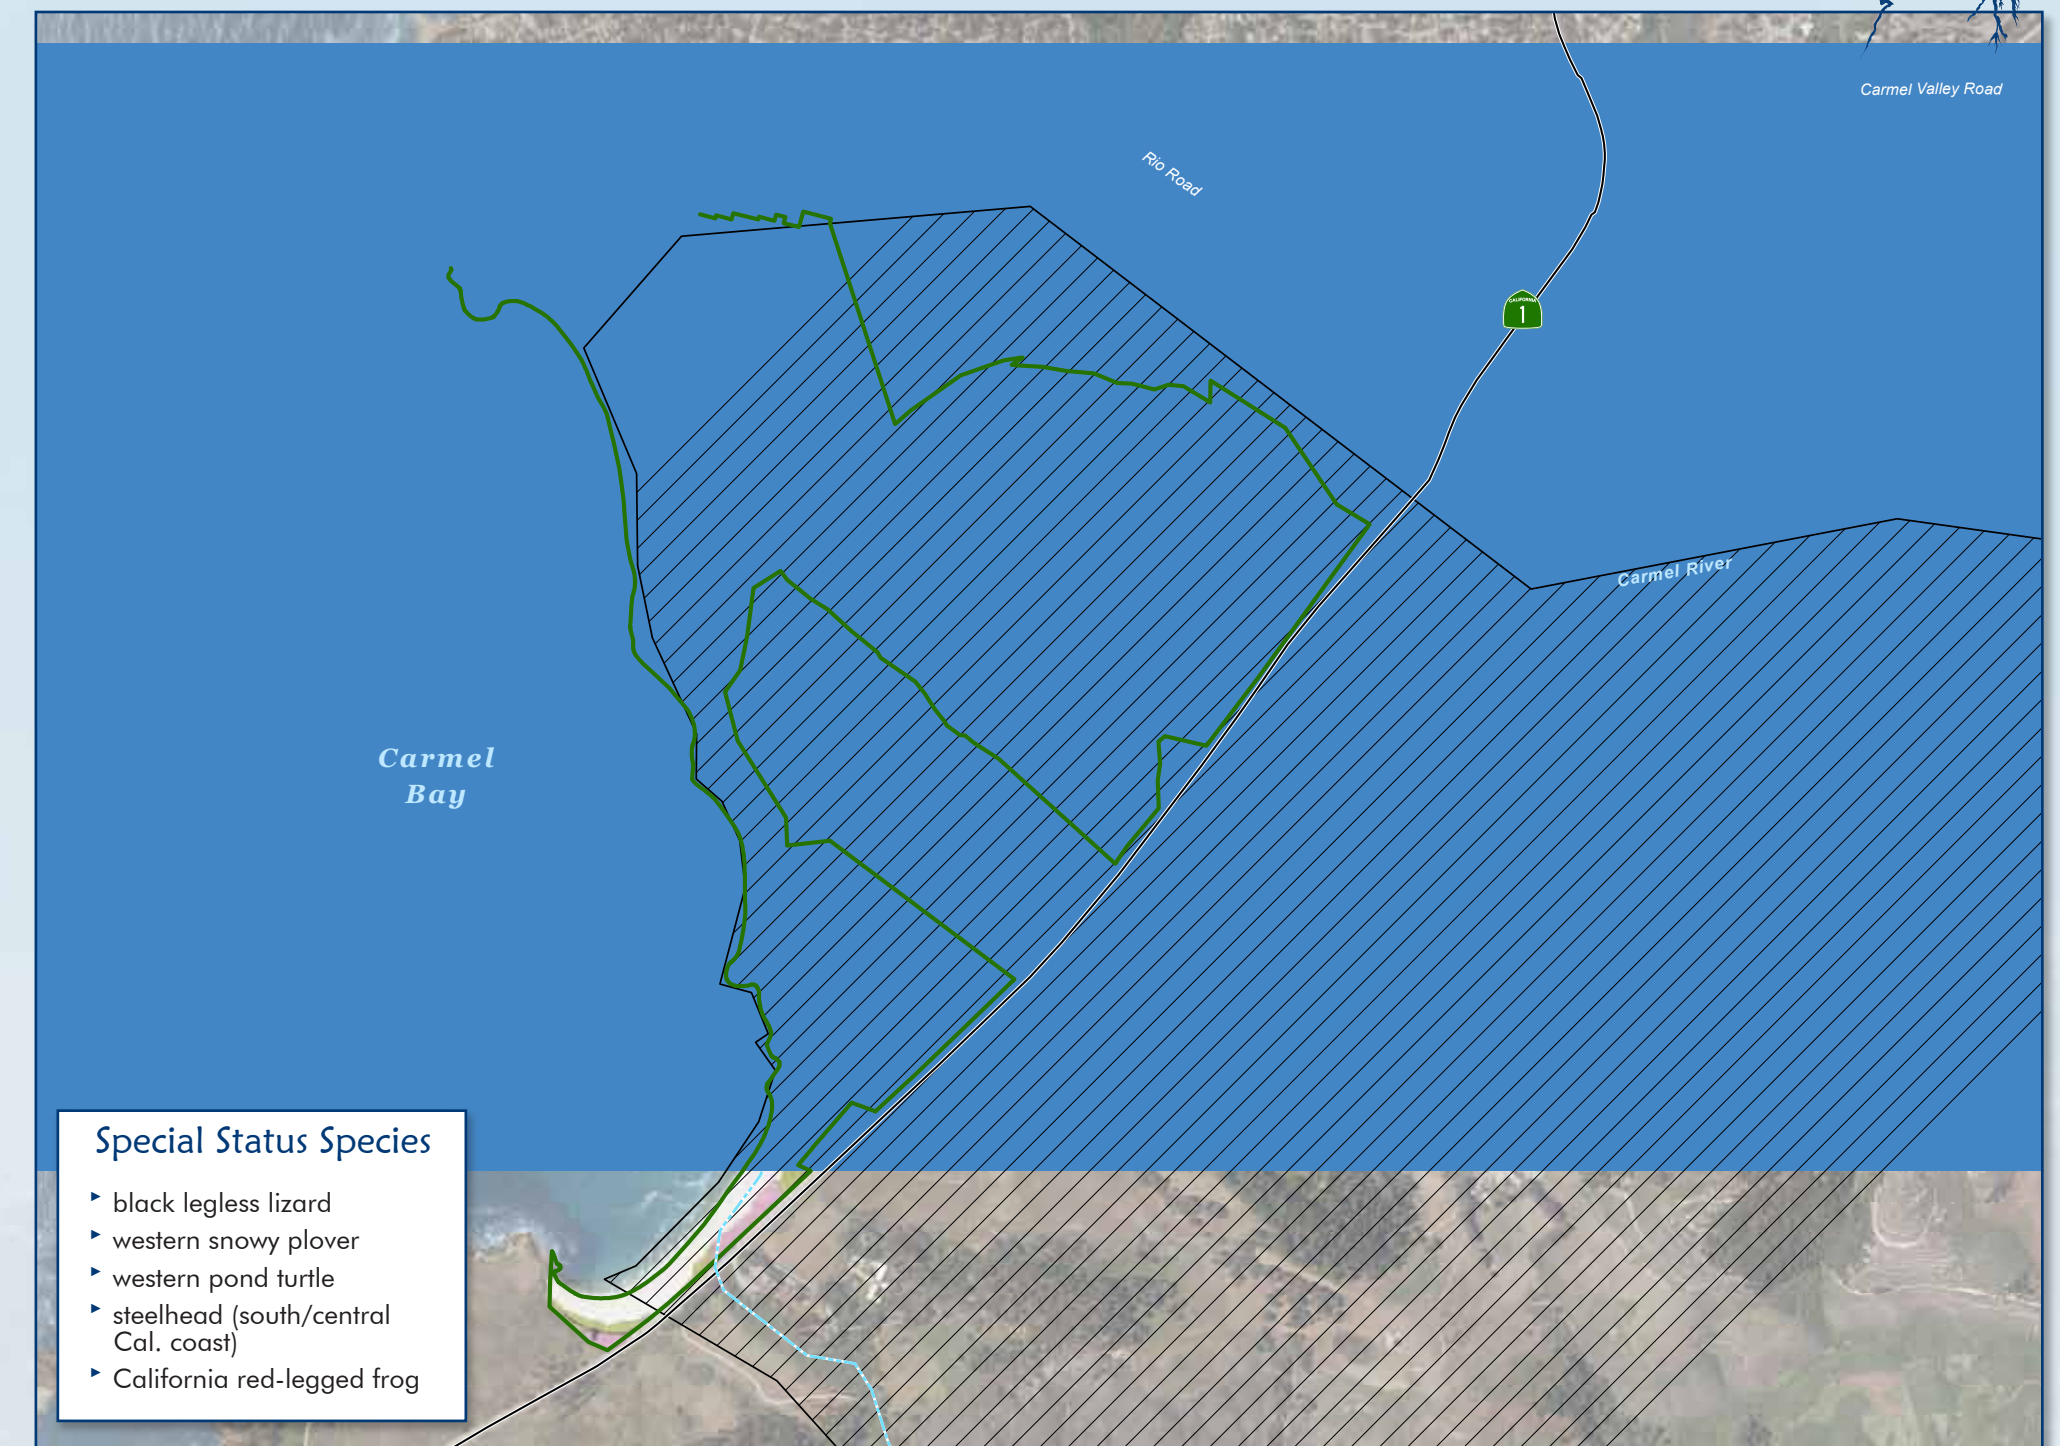 Carmel Valley Road
Rio Road
CALIFORNIA
1
Carmel River
Carmel
Bay
Special Status Species
▸ black legless lizard
▸ western snowy plover
▸ western pond turtle
▸ steelhead (south/central
Cal. coast)
▸ California red-legged frog